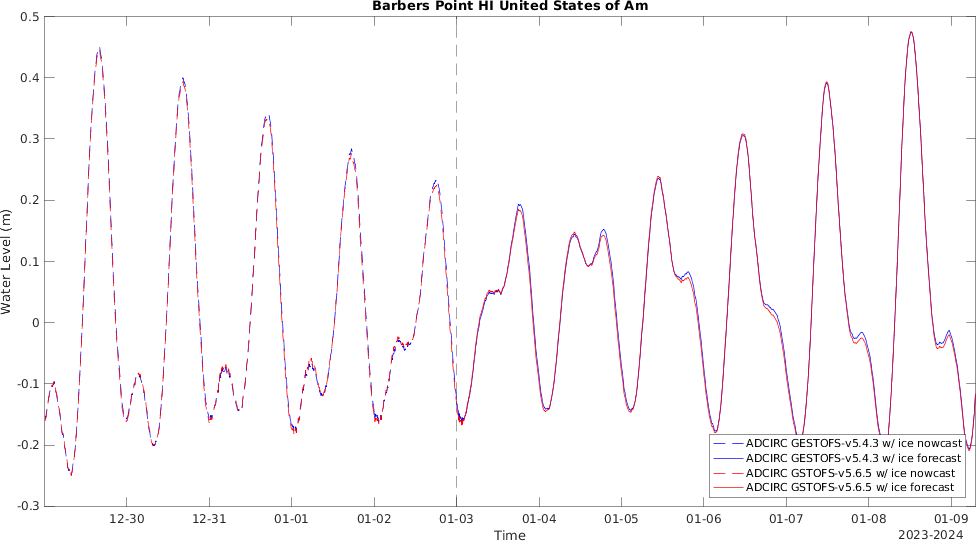 Barbers Point HI United States of Am
0.5
0.4
0.3
0.2
0.1
0
-0.1
-0.2
-0.3
Water Level (m)
ADCIRC GESTOFS-v5.4.3 w/ ice nowcast
ADCIRC GESTOFS-v5.4.3 w/ ice forecast
ADCIRC GSTOFS-v5.6.5 w/ ice nowcast
ADCIRC GSTOFS-v5.6.5 w/ ice forecast
12-30 12-31 01-01 01-02 01-03 01-04 01-05 01-06 01-07 01-08 01-09
Time
2023-2024